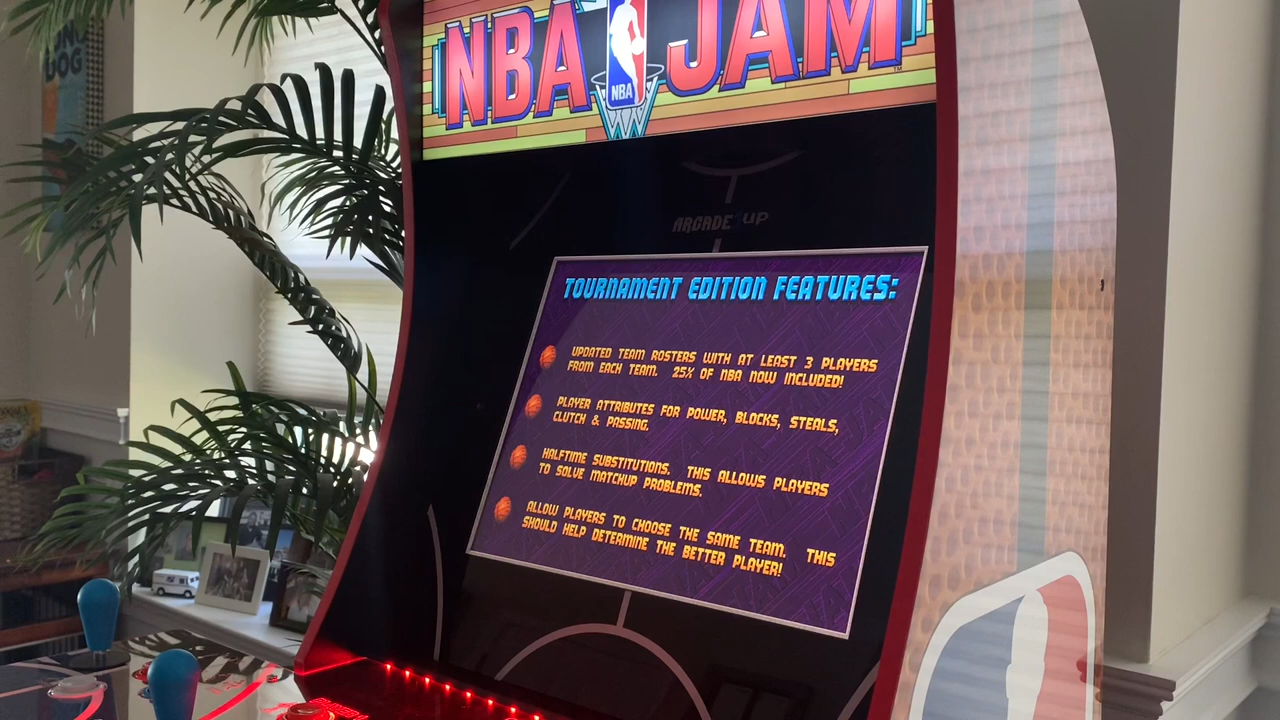 NBA JAM
NBA
TM
ARCADE UP
TOURNAMENT EDITION FEATURES:
UPDATED TEAM ROSTERS WITH AT LEAST 3 PLAYERS
FROM EACH TEAM. 25% OF NBA NOW INCLUDED!
PLAYER ATTRIBUTES FOR POWER, BLOCKS, STEALS,
CLUTCH & PASSING.
HALFTIME SUBSTITUTIONS. THIS ALLOWS PLAYERS
TO SOLVE MATCHUP PROBLEMS.
ALLOW PLAYERS TO CHOOSE THE SAME TEAM. THIS
SHOULD HELP DETERMINE THE BETTER PLAYER!
DOG